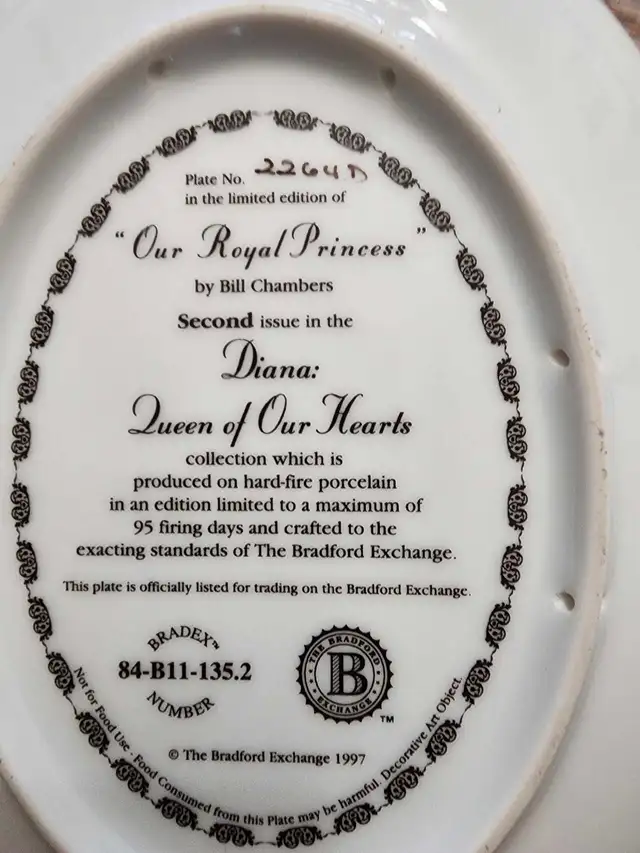 Plate No. 2264D
in the limited edition of
"Our Royal Princess"
by Bill Chambers
Second issue in the
Diana:
Queen of Our Hearts
collection which is
produced on hard-fire porcelain
in an edition limited to a maximum of
95 firing days and crafted to the
exacting standards of The Bradford Exchange.
This plate is officially listed for trading on the Bradford Exchange.
BRADEX™
84-B11-135.2
NUMBER
THE BRADFORD
B
EXCHANGE
TM
© The Bradford Exchange 1997
Not for Food Use - Food Consumed from this Plate may be harmful. Decorative Art Object